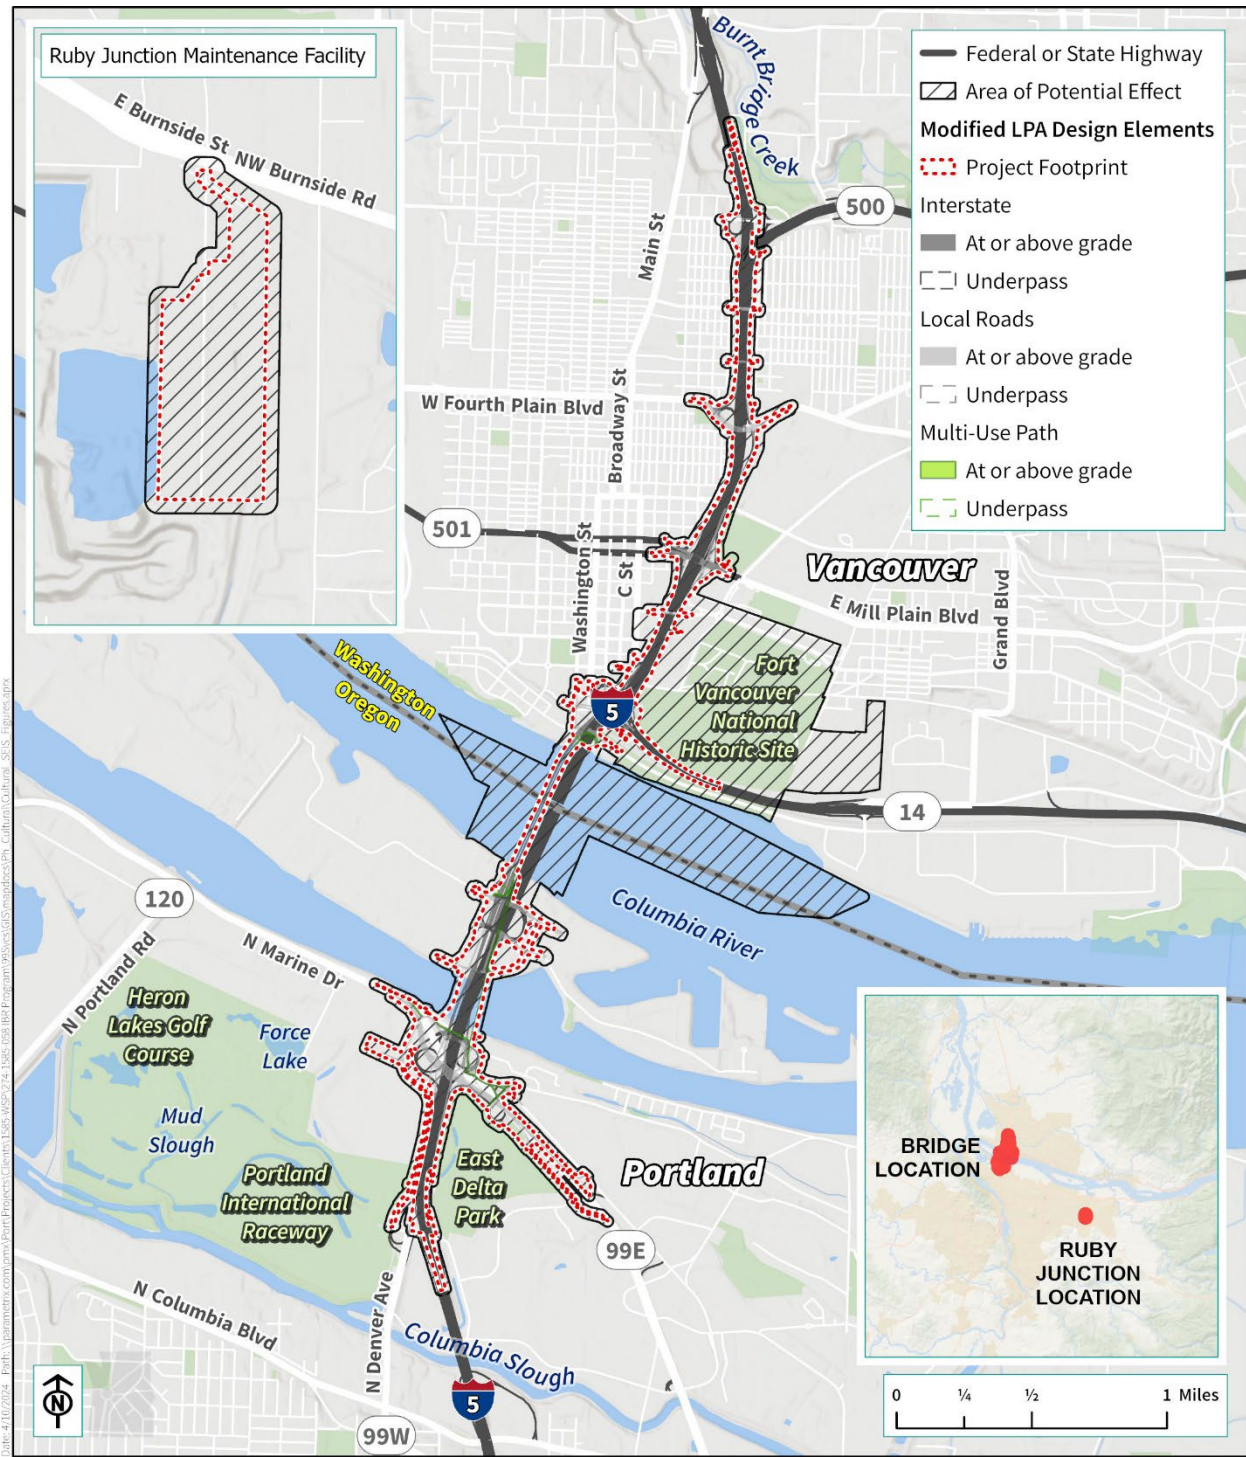 Ruby Junction Maintenance Facility
E Burnside St
NW Burnside Rd
Burnt Bridge Creek
Federal or State Highway
Area of Potential Effect
Modified LPA Design Elements
Project Footprint
Interstate
At or above grade
Underpass
Local Roads
At or above grade
Underpass
Multi-Use Path
At or above grade
Underpass
500
Main St
W Fourth Plain Blvd
Broadway St
501
Washington St
C St
Vancouver
E Mill Plain Blvd
Grand Blvd
Washington
Oregon
5
Fort
Vancouver
National
Historic Site
14
120
Columbia River
N Portland Rd
N Marine Dr
Heron
Lakes Golf
Course
Force
Lake
Mud
Slough
Portland
International
Raceway
East
Delta
Park
Portland
99E
N Columbia Blvd
N Denver Ave
Columbia Slough
5
99W
N
BRIDGE
LOCATION
RUBY
JUNCTION
LOCATION
0 ¼ ½ 1 Miles
Date: 4/10/2024